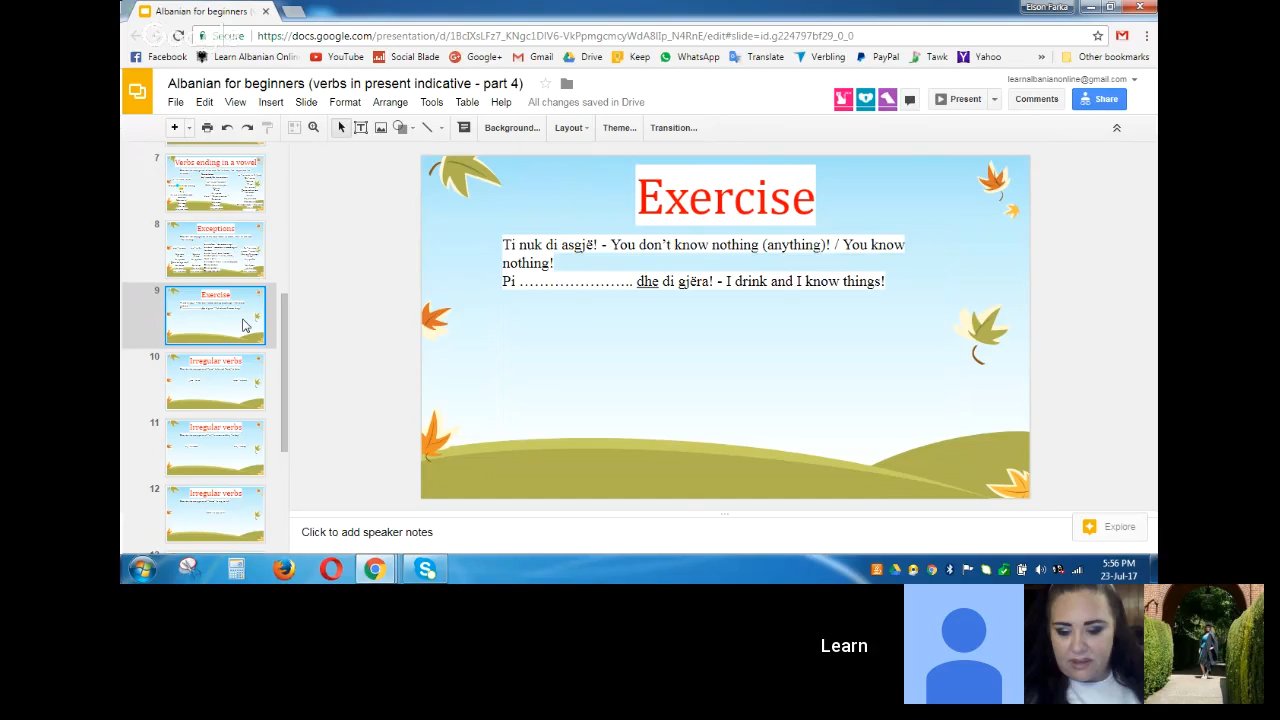 Albanian for beginners (
Elson Farka
Secure
https://docs.google.com/presentation/d/
/edit#slide=id.g224797bf29_0_0
Facebook
Learn Albanian Onlin
YouTube
Social Blade
Google+
Gmail
Drive
Keep
WhatsApp
Translate
Verbling
PayPal
Tawk
Yahoo
»
Other bookmarks
Albanian for beginners (verbs in present indicative - part 4)
learnalbanianonline@gmail.com
File Edit View Insert Slide Format Arrange Tools Table Help All changes saved in Drive
Present
Comments
Share
Background...
Layout
Theme...
Transition...
7
Verbs ending in a vowel
8
Exceptions
9
Exercise
10
Irregular verbs
11
Irregular verbs
12
Irregular verbs
Exercise
Ti nuk di asgjë! - You don't know nothing (anything)! / You know
nothing!
Pi …………………. dhe di gjëra! - I drink and I know things!
Click to add speaker notes
Explore
5:56 PM
23-Jul-17
Learn